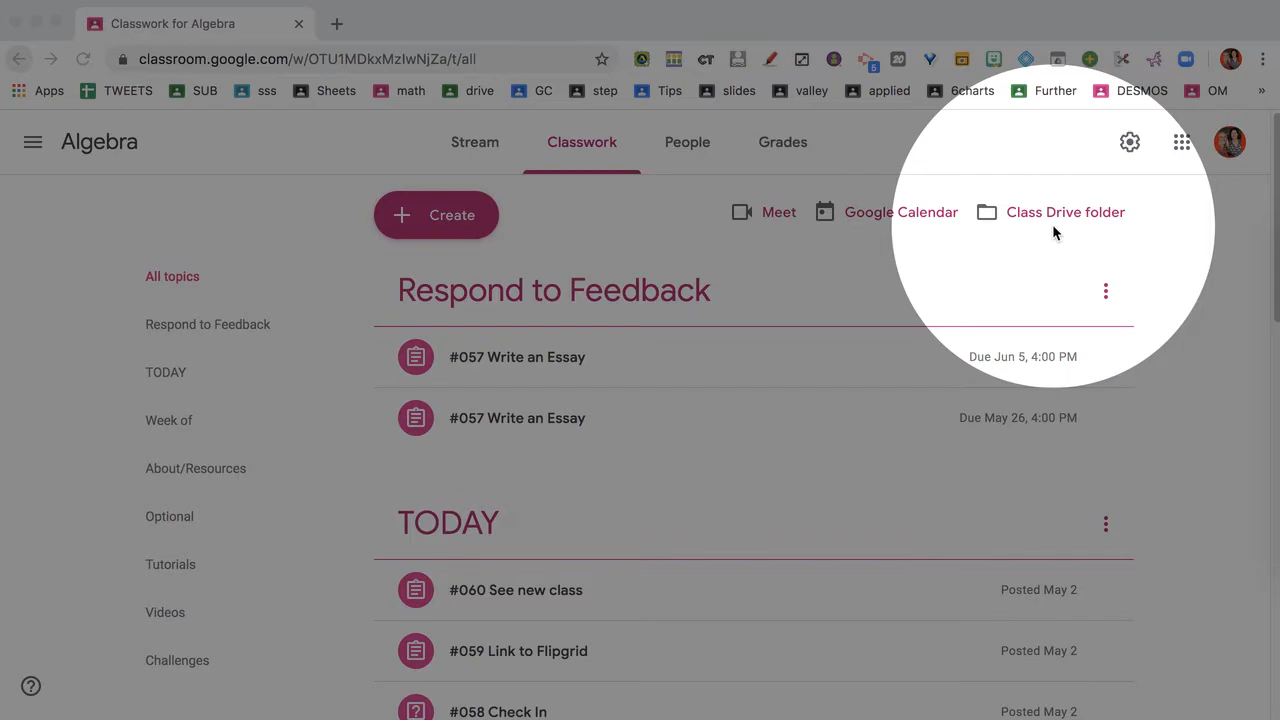 Classwork for Algebra
classroom.google.com/w/OTU1MDkxMzIwNjZa/t/all
5
Apps TWEETS SUB sss Sheets math drive GC step Tips slides valley applied 6charts Further DESMOS OM »
Algebra Stream Classwork People Grades
Create Meet Google Calendar Class Drive folder
All topics
Respond to Feedback
TODAY
Week of
About/Resources
Optional
Tutorials
Videos
Challenges
Respond to Feedback
#057 Write an Essay Due Jun 5, 4:00 PM
#057 Write an Essay Due May 26, 4:00 PM
TODAY
#060 See new class Posted May 2
#059 Link to Flipgrid Posted May 2
#058 Check In Posted May 2